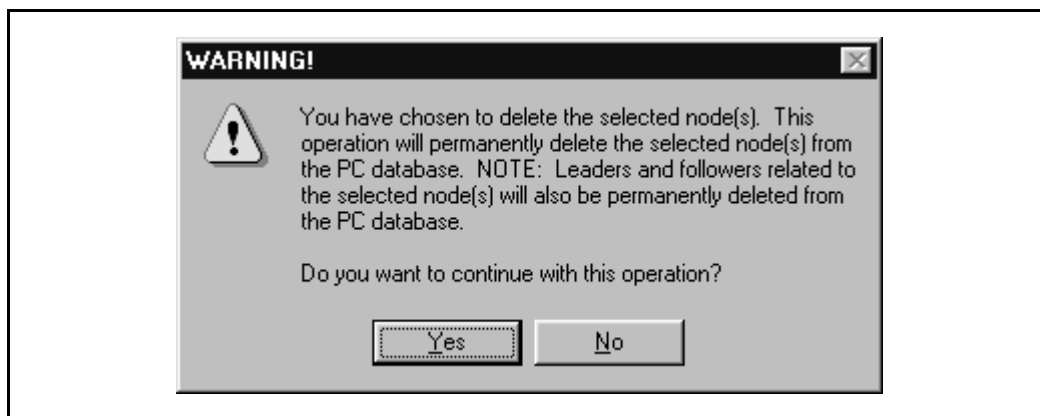 WARNING!
You have chosen to delete the selected node(s).  This
operation will permanently delete the selected node(s) from
the PC database.  NOTE:  Leaders and followers related to
the selected node(s) will also be permanently deleted from
the PC database.
Do you want to continue with this operation?
Yes
No